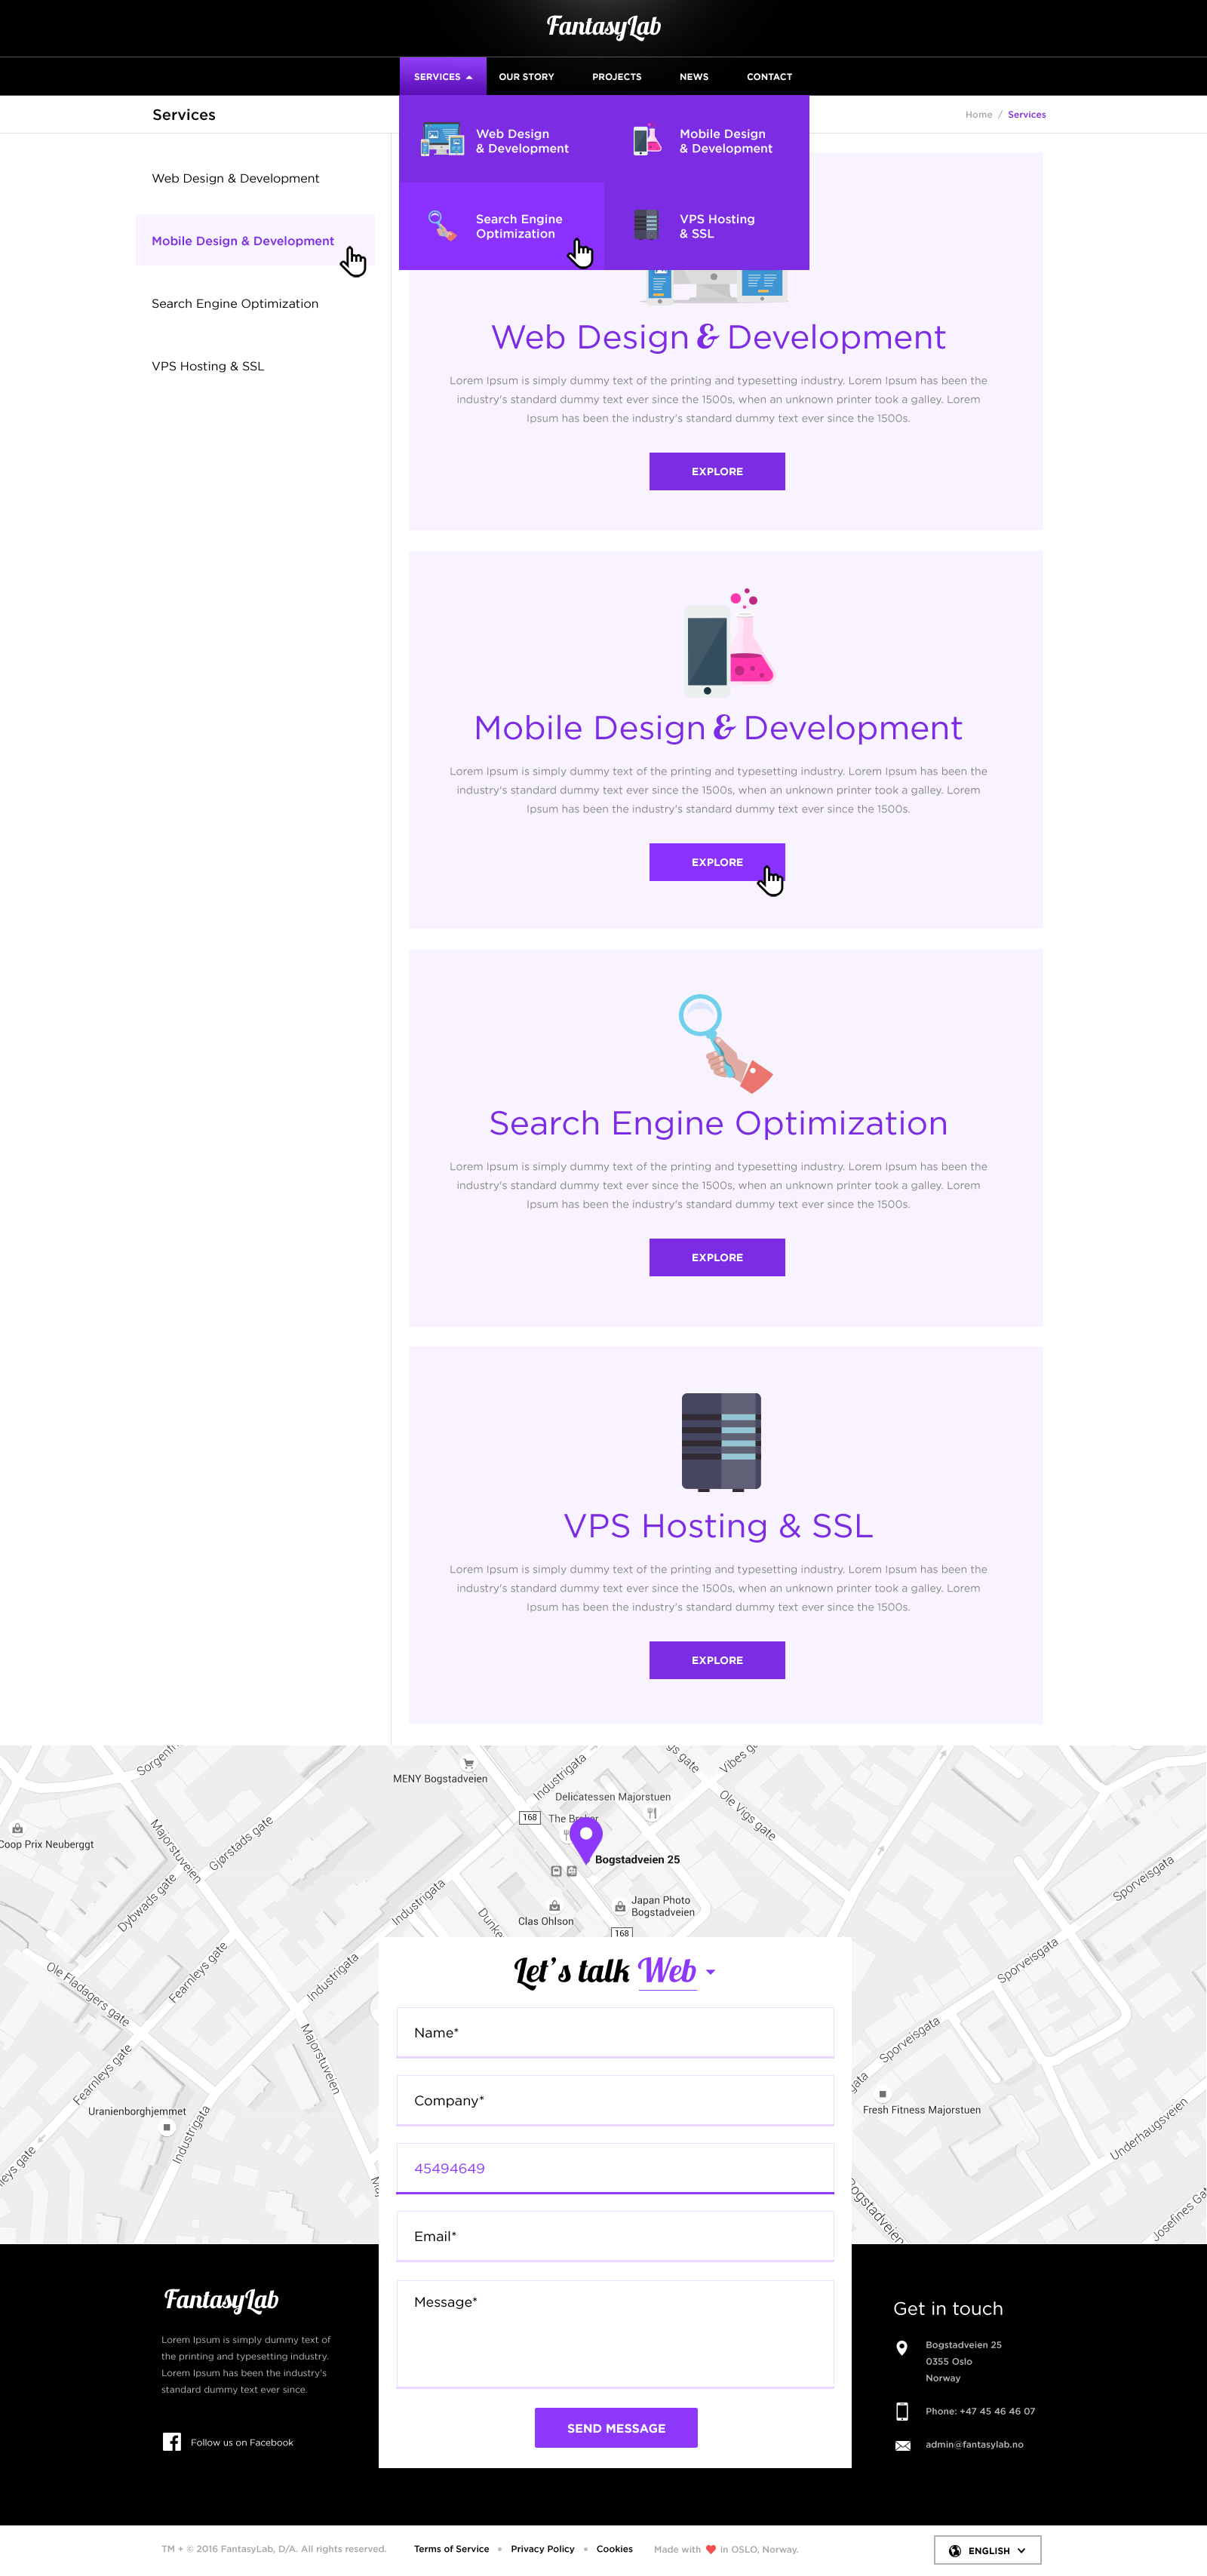 FantasyLab
SERVICES
OUR STORY
PROJECTS
NEWS
CONTACT
Services
Home / Services
Web Design
& Development
Mobile Design
& Development
Search Engine
Optimization
VPS Hosting
& SSL
Web Design & Development
Mobile Design & Development
Search Engine Optimization
VPS Hosting & SSL
Web Design & Development
Lorem Ipsum is simply dummy text of the printing and typesetting industry. Lorem Ipsum has been the
industry's standard dummy text ever since the 1500s, when an unknown printer took a galley. Lorem
Ipsum has been the industry's standard dummy text ever since the 1500s.
EXPLORE
Mobile Design & Development
Lorem Ipsum is simply dummy text of the printing and typesetting industry. Lorem Ipsum has been the
industry's standard dummy text ever since the 1500s, when an unknown printer took a galley. Lorem
Ipsum has been the industry's standard dummy text ever since the 1500s.
EXPLORE
Search Engine Optimization
Lorem Ipsum is simply dummy text of the printing and typesetting industry. Lorem Ipsum has been the
industry's standard dummy text ever since the 1500s, when an unknown printer took a galley. Lorem
Ipsum has been the industry's standard dummy text ever since the 1500s.
EXPLORE
VPS Hosting & SSL
Lorem Ipsum is simply dummy text of the printing and typesetting industry. Lorem Ipsum has been the
industry's standard dummy text ever since the 1500s, when an unknown printer took a galley. Lorem
Ipsum has been the industry's standard dummy text ever since the 1500s.
EXPLORE
MENY Bogstadveien
Industrigata
Vibes
Delicatessen Majorstuen
Ole Vigs gate
168
The
Coop Prix Neuberggt
Majorstuveien
Gjørstads gate
Bogstadveien 25
Dybwads gate
Industrigata
Japan Photo
Bogstadveien
Clas Ohlson
168
Sporveisgata
Ole Fladagers gate
Fearnleys gate
Industrigata
Sporveisgata
Majorstuveien
Sporveisgata
Fearnleys gate
Uranienborghjemmet
Industrigata
Fresh Fitness Majorstuen
Underhaugsveien
Let's talk Web
Name*
Company*
45494649
Email*
Message*
SEND MESSAGE
FantasyLab
Lorem Ipsum is simply dummy text of
the printing and typesetting industry.
Lorem Ipsum has been the industry's
standard dummy text ever since.
Follow us on Facebook
Get in touch
Bogstadveien 25
0355 Oslo
Norway
Phone: +47 45 46 46 07
admin@fantasylab.no
TM + © 2016 FantasyLab, D/A. All rights reserved.
Terms of Service • Privacy Policy • Cookies
Made with in OSLO, Norway.
ENGLISH